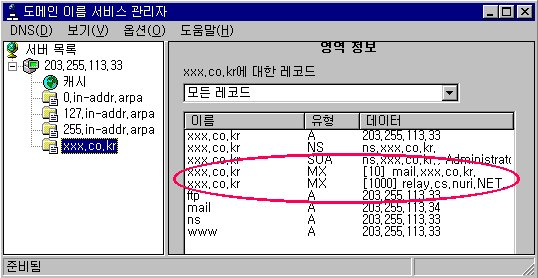 도메인 이름 서비스 관리자
DNS(D) 보기(V) 옵션(O) 도움말(H)
서버 목록
203,255,113,33
캐시
0,in-addr,arpa
127,in-addr,arpa
255,in-addr,arpa
xxx,co,kr
영역 정보
xxx,co,kr에 대한 레코드
모든 레코드
이름 유형 데이터
xxx,co,kr A 203,255,113,33
xxx,co,kr NS ns,xxx,co,kr,
xxx,co,kr SOA ns,xxx,co,kr,, Administrato
xxx,co,kr MX [10] mail,xxx,co,kr,
xxx,co,kr MX [1000] relay,cs,nuri,NET
ftp A 203,255,113,33
mail A 203,255,113,34
ns A 203,255,113,33
www A 203,255,113,33
준비됨